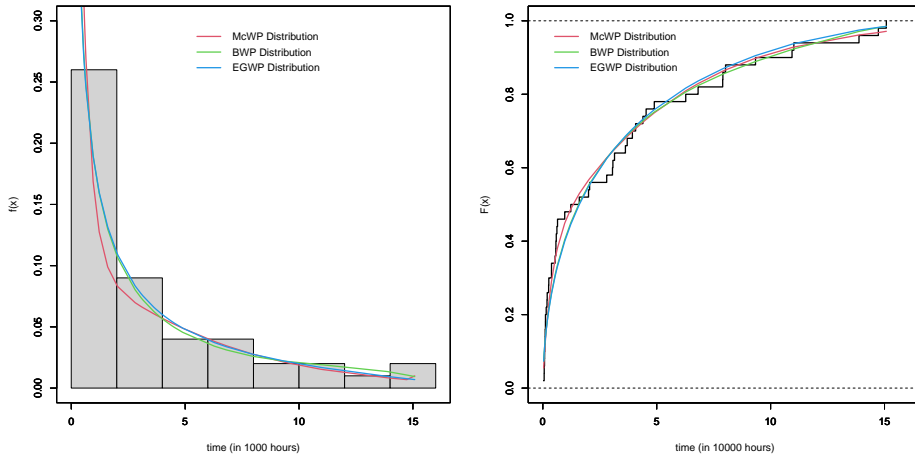 McWP Distribution
BWP Distribution
EGWP Distribution
f(x)
0.30
0.25
0.20
0.15
0.10
0.05
0.00
0 5 10 15
time (in 1000 hours)
McWP Distribution
BWP Distribution
EGWP Distribution
F(x)
1.0
0.8
0.6
0.4
0.2
0.0
0 5 10 15
time (in 10000 hours)